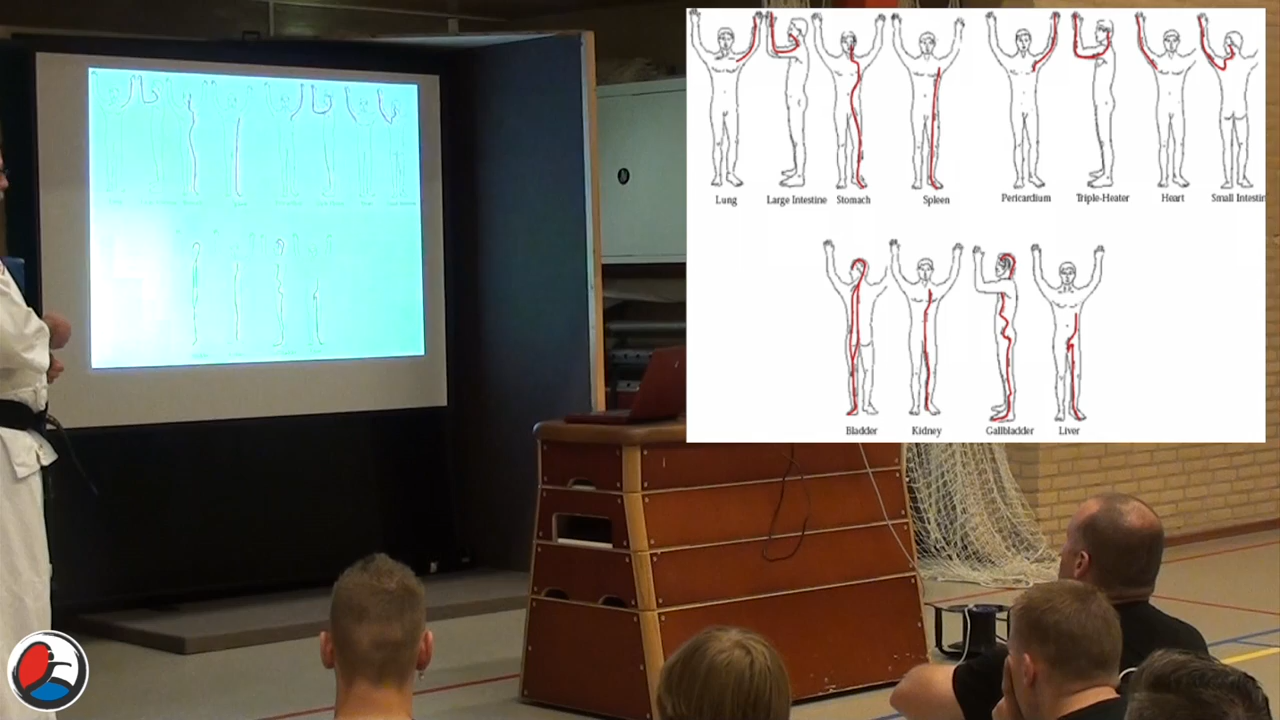 Lung Large Intestine Stomach Spleen Pericardium Triple-Heater Heart Small Intestin
Bladder Kidney Gallbladder Liver